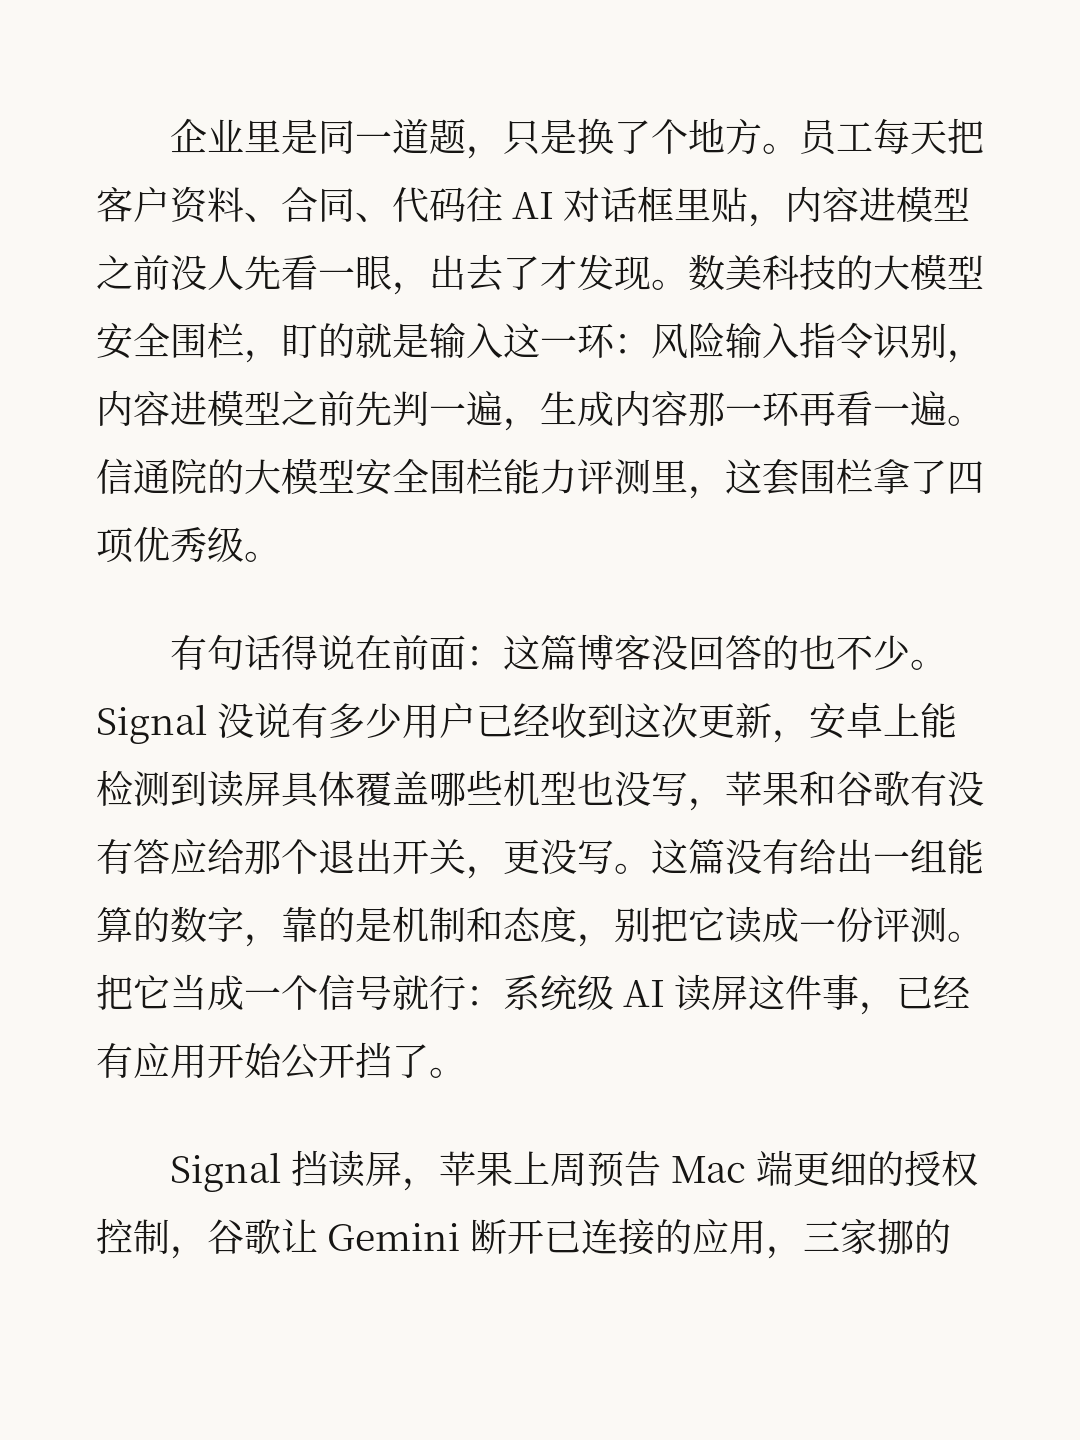 企业里是同一道题，只是换了个地方。员工每天把
客户资料、合同、代码往 AI 对话框里贴，内容进模型
之前没人先看一眼，出去了才发现。数美科技的大模型
安全围栏，盯的就是输入这一环：风险输入指令识别，
内容进模型之前先判一遍，生成内容那一环再看一遍。
信通院的大模型安全围栏能力评测里，这套围栏拿了四
项优秀级。
有句话得说在前面：这篇博客没回答的也不少。
Signal 没说有多少用户已经收到这次更新，安卓上能
检测到读屏具体覆盖哪些机型也没写，苹果和谷歌有没
有答应给那个退出开关，更没写。这篇没有给出一组能
算的数字，靠的是机制和态度，别把它读成一份评测。
把它当成一个信号就行：系统级 AI 读屏这件事，已经
有应用开始公开挡了。
Signal 挡读屏，苹果上周预告 Mac 端更细的授权
控制，谷歌让 Gemini 断开已连接的应用，三家挪的